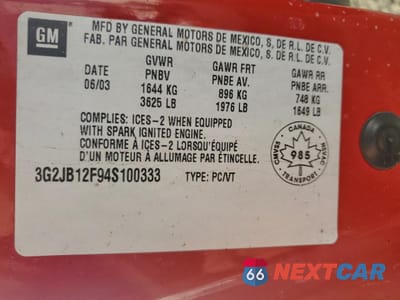 GM
MFD BY GENERAL MOTORS DE MEXICO, S, DE R.L. DE C.V.
FAB. PAR GENERAL MOTORS DE MEXICO, S, DE R.L. DE C.V.
GVWR GAWR FRT GAWR RR
DATE PNBV PNBE AV. PNBE ARR.
06/03 1644 KG 896 KG 748 KG
3625 LB 1976 LB 1649 LB
COMPLIES: ICES-2 WHEN EQUIPPED
WITH SPARK IGNITED ENGINE.
CONFORME À ICES-2 LORSQU'ÉQUIPÉ
D'UN MOTEUR À ALLUMAGE PAR ÉTINCELLE.
CANADA
985
TRANSPORT
3G2JB12F94S100333 TYPE: PC/VT
66 NEXTCAR